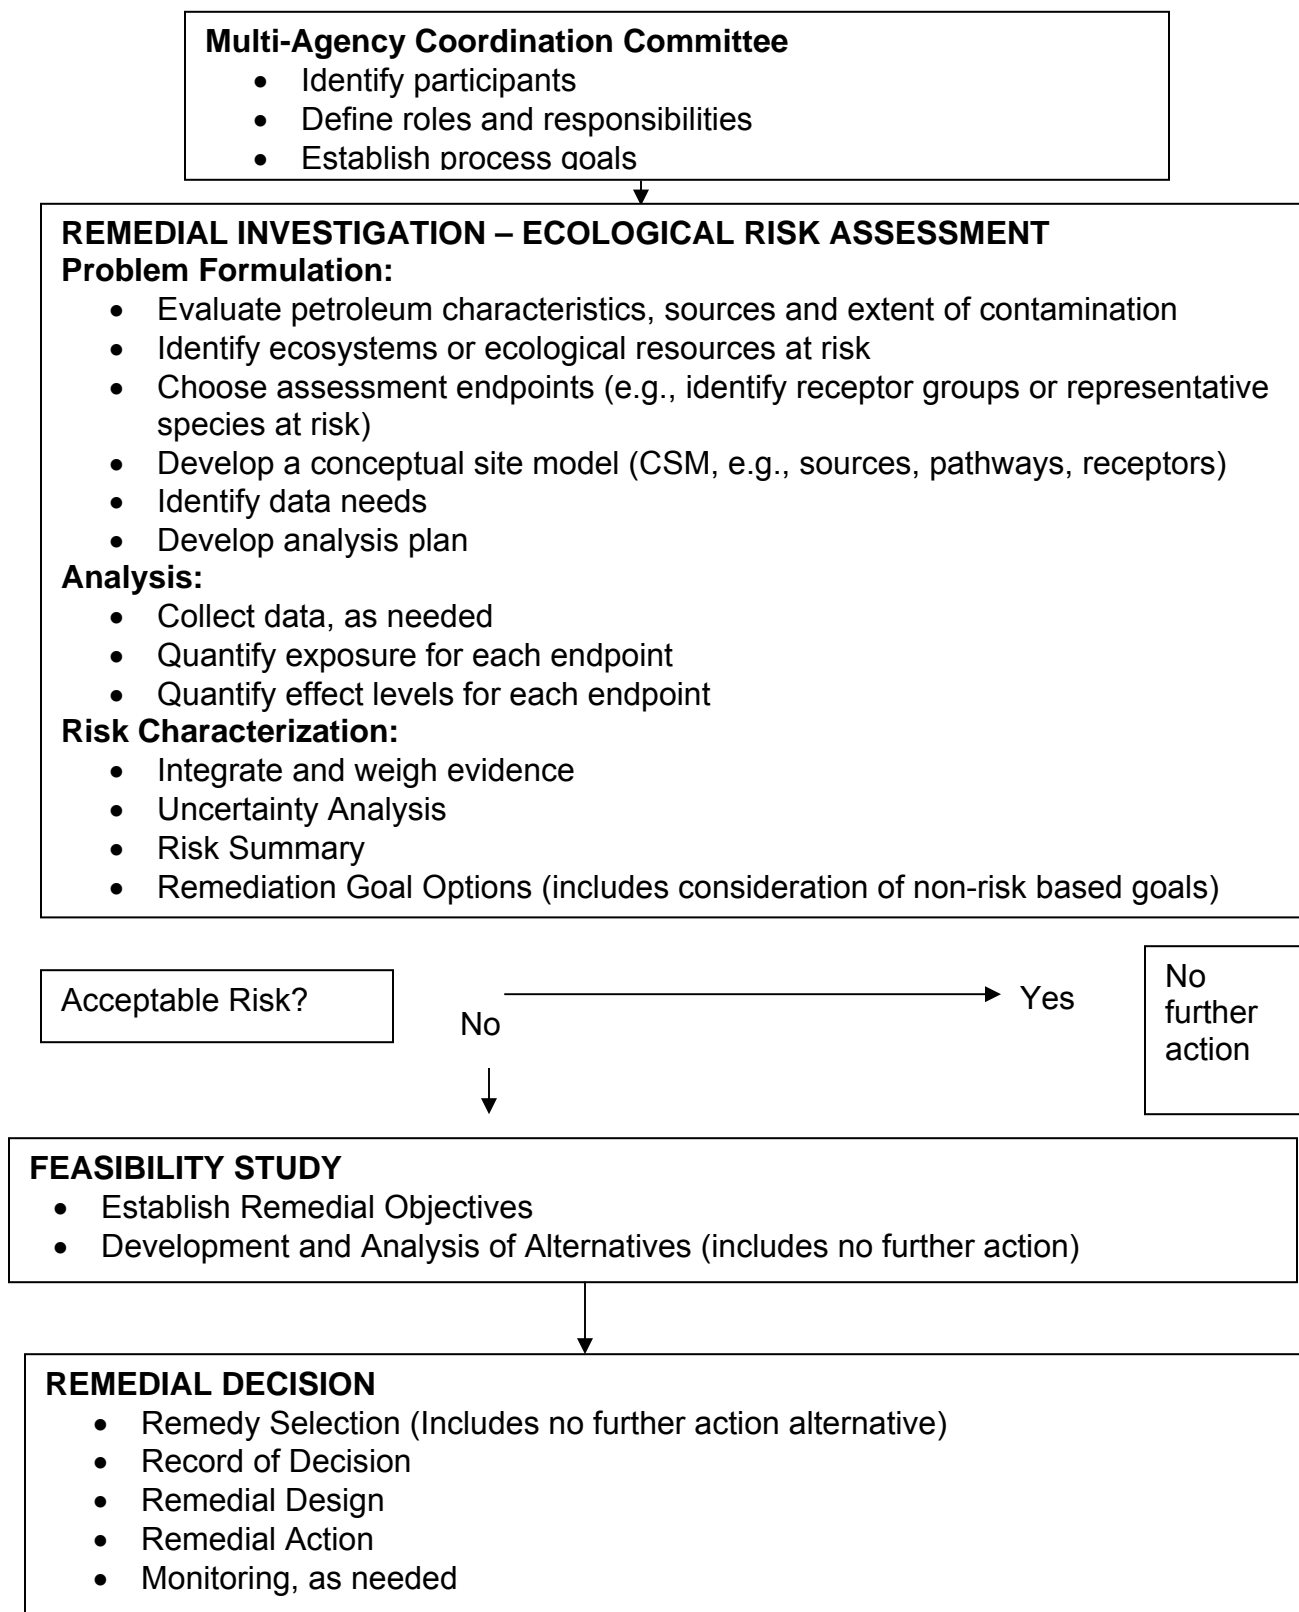 Multi-Agency Coordination Committee
• Identify participants
• Define roles and responsibilities
• Establish process goals
REMEDIAL INVESTIGATION – ECOLOGICAL RISK ASSESSMENT
Problem Formulation:
• Evaluate petroleum characteristics, sources and extent of contamination
• Identify ecosystems or ecological resources at risk
• Choose assessment endpoints (e.g., identify receptor groups or representative
species at risk)
• Develop a conceptual site model (CSM, e.g., sources, pathways, receptors)
• Identify data needs
• Develop analysis plan
Analysis:
• Collect data, as needed
• Quantify exposure for each endpoint
• Quantify effect levels for each endpoint
Risk Characterization:
• Integrate and weigh evidence
• Uncertainty Analysis
• Risk Summary
• Remediation Goal Options (includes consideration of non-risk based goals)
Acceptable Risk?
No
Yes
No
further
action
FEASIBILITY STUDY
• Establish Remedial Objectives
• Development and Analysis of Alternatives (includes no further action)
REMEDIAL DECISION
• Remedy Selection (Includes no further action alternative)
• Record of Decision
• Remedial Design
• Remedial Action
• Monitoring, as needed